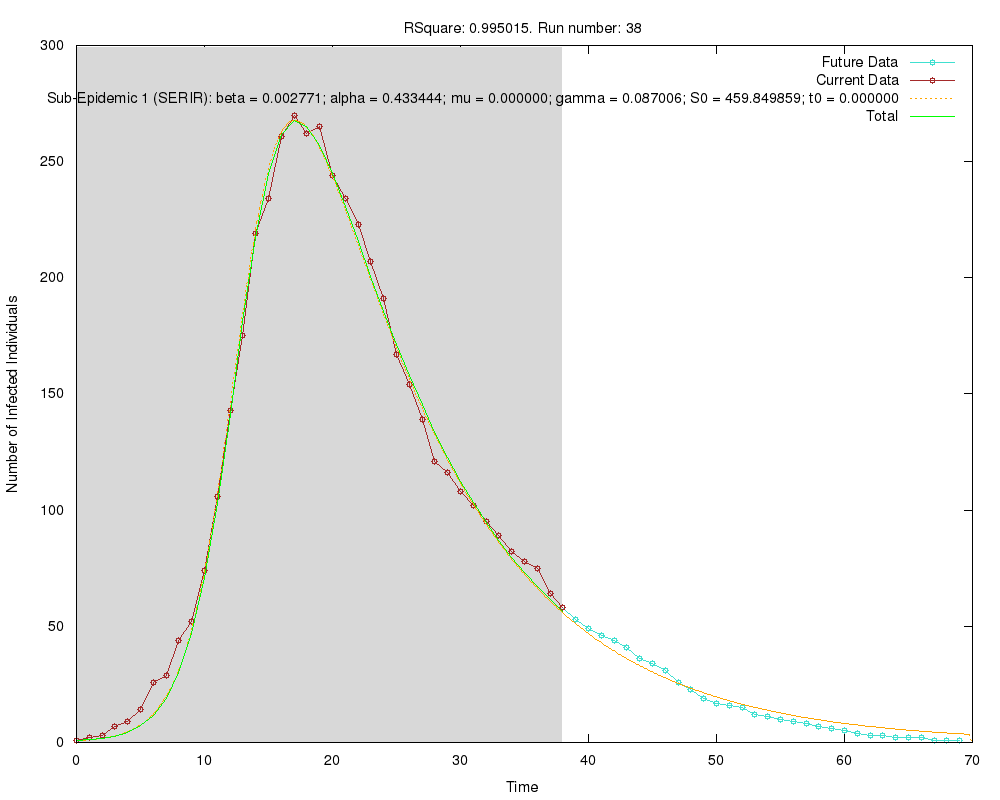 RSquare: 0.995015. Run number: 38
300
250
200
150
100
50
0
Number of Infected Individuals
Future Data
Current Data
Sub-Epidemic 1 (SERIR): beta = 0.002771; alpha = 0.433444; mu = 0.000000; gamma = 0.087006; S0 = 459.849859; t0 = 0.000000
Total
0 10 20 30 40 50 60 70
Time